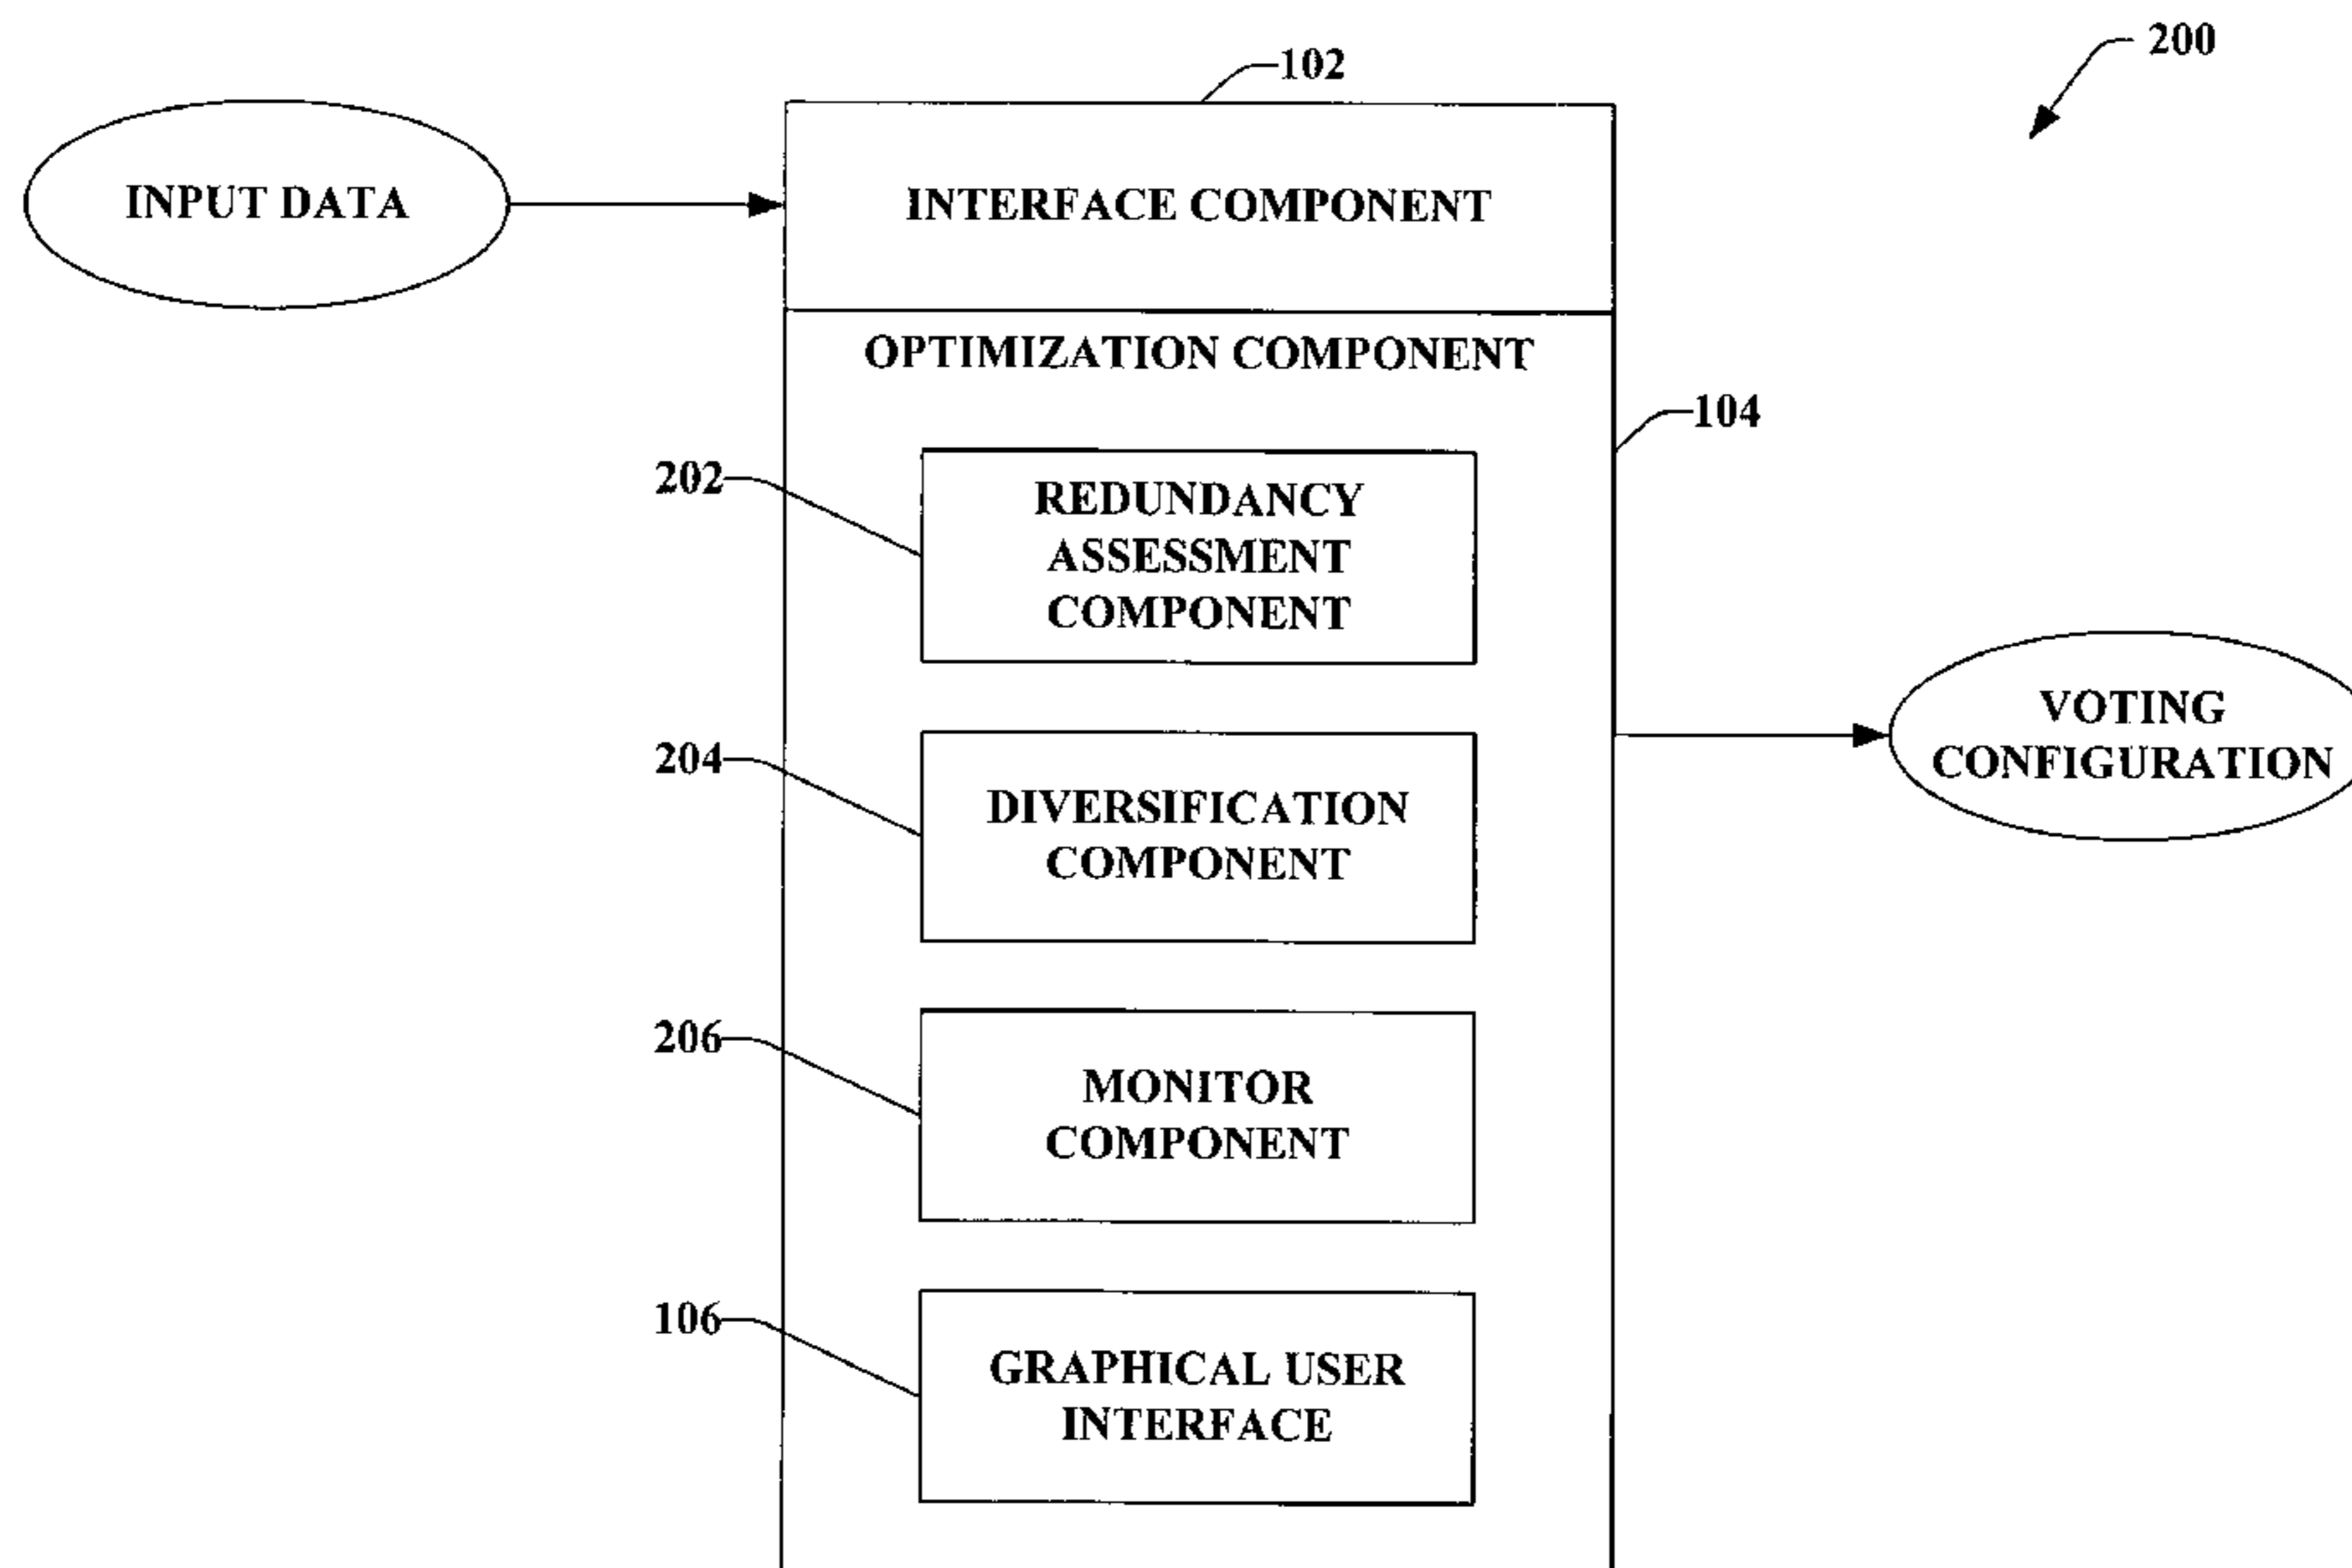 200
102
INPUT DATA
INTERFACE COMPONENT
OPTIMIZATION COMPONENT
104
202
REDUNDANCY
ASSESSMENT
COMPONENT
204
DIVERSIFICATION
COMPONENT
VOTING
CONFIGURATION
206
MONITOR
COMPONENT
106
GRAPHICAL USER
INTERFACE